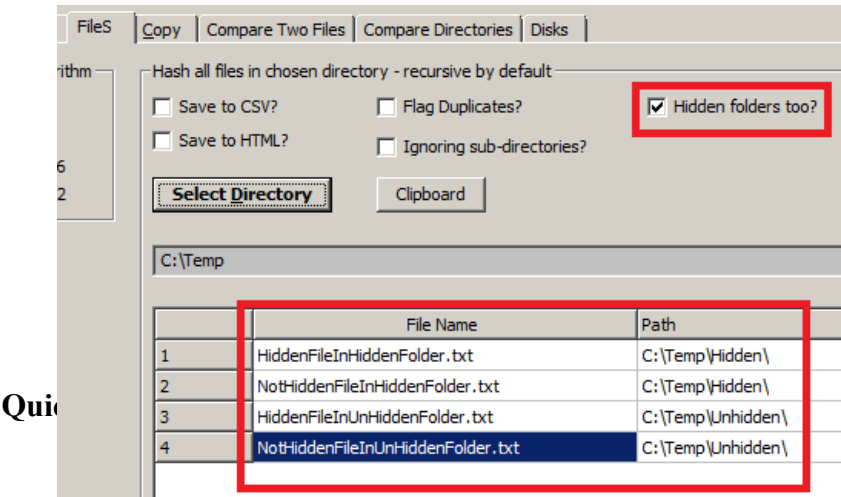 FileS Copy Compare Two Files Compare Directories Disks
rithm Hash all files in chosen directory - recursive by default
Save to CSV? Flag Duplicates? Hidden folders too?
Save to HTML? Ignoring sub-directories?
6
2 Select Directory Clipboard
C:\Temp
File Name Path
1 HiddenFileInHiddenFolder.txt C:\Temp\Hidden\
2 NotHiddenFileInHiddenFolder.txt C:\Temp\Hidden\
3 HiddenFileInUnHiddenFolder.txt C:\Temp\Unhidden\
4 NotHiddenFileInUnHiddenFolder.txt C:\Temp\Unhidden\